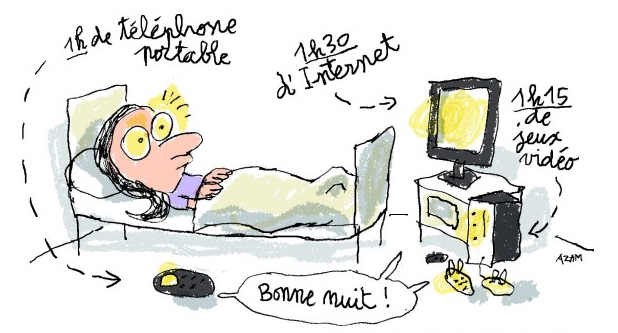 1h de téléphone
portable
1h30
d'Internet
1h15
de
jeux
vidéo
Bonne nuit !
AZAM